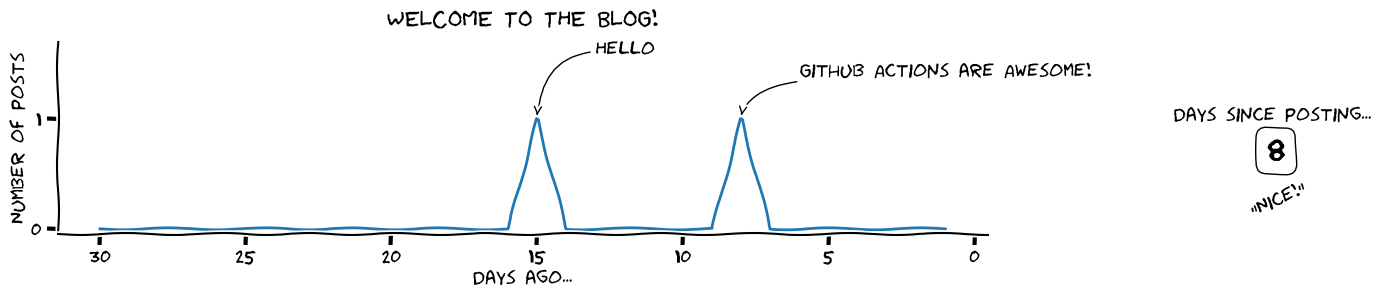 WELCOME TO THE BLOG!
HELLO
GITHUB ACTIONS ARE AWESOME!
NUMBER OF POSTS
1
0
30 25 20 15 10 5 0
DAYS AGO...
DAYS SINCE POSTING...
8
"NICE!"